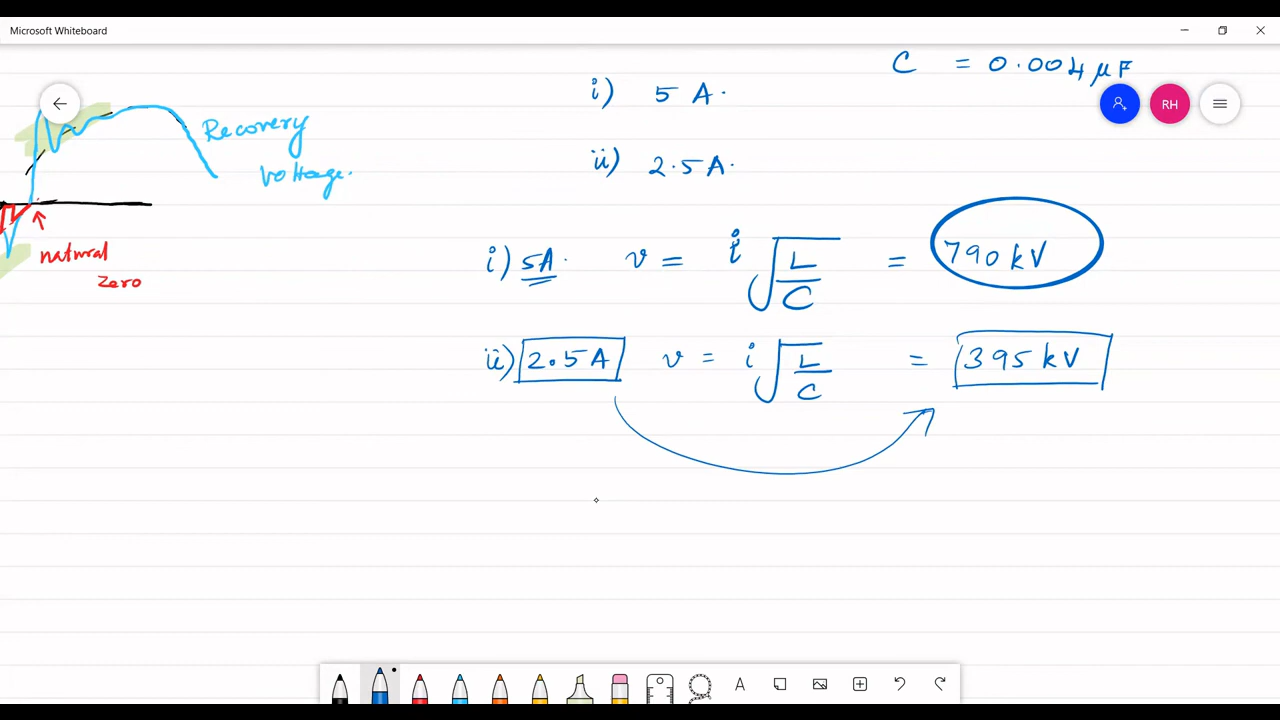 Microsoft Whiteboard
C = 0.004 μF
i) 5 A.
ii) 2.5 A.
RH
Recovery
Voltage.
natural
zero
i) 5A. v = i √(L/C) = 790 kV
ii) 2.5 A v = i √(L/C) = 395 kV
A